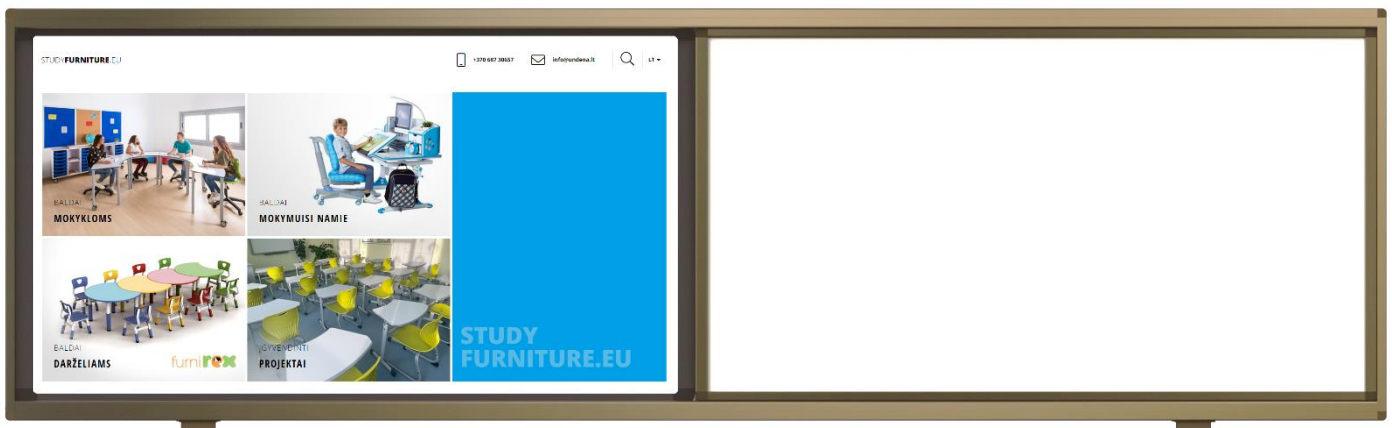 STUDYFURNITURE.EU
+370 687 30657
info@undena.lt
LT
BALDAI
MOKYKLOMS
BALDAI
MOKYMUISI NAMIE
BALDAI
DARŽELIAMS
furnirex
ĮGYVENDINTI
PROJEKTAI
STUDY
FURNITURE.EU